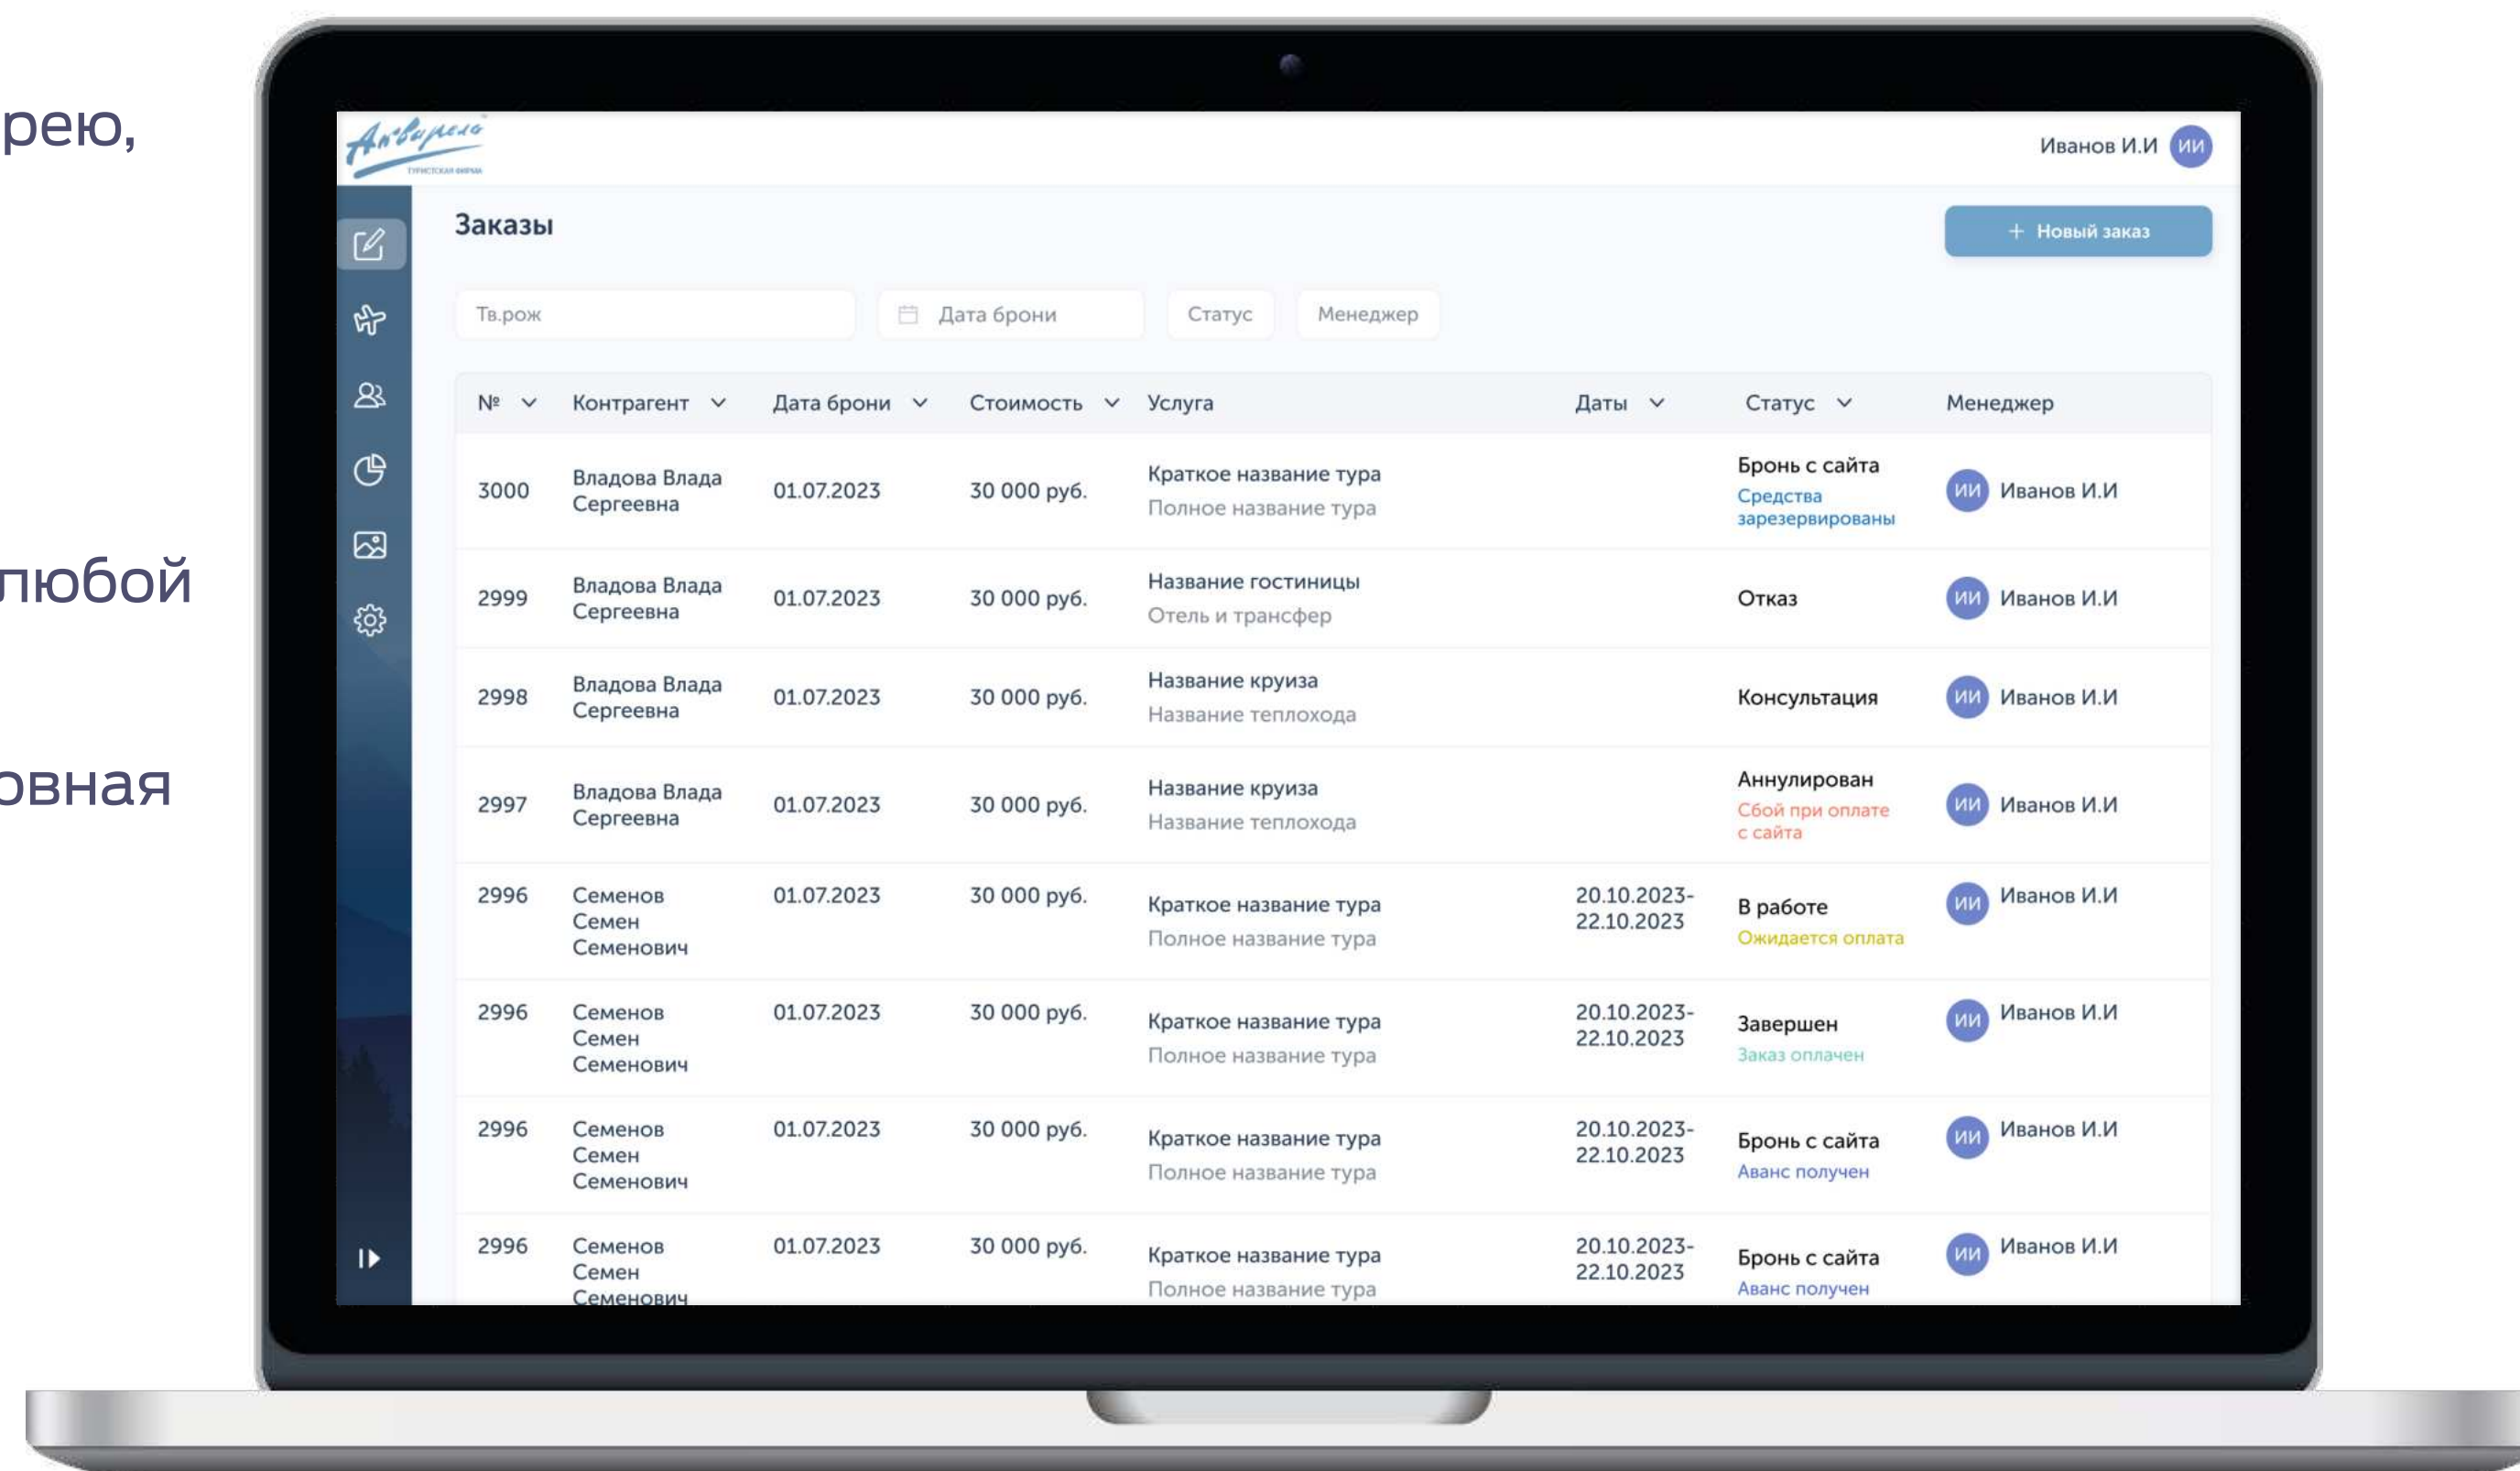 рею,
любой
овная
Акварель
ТУРИСТСКАЯ ФИРМА
Иванов И.И ИИ
Заказы
+ Новый заказ
Тв.рож Дата брони Статус Менеджер
№ Контрагент Дата брони Стоимость Услуга Даты Статус Менеджер
3000
Владова Влада
Сергеевна
01.07.2023
30 000 руб.
Краткое название тура
Полное название тура
Бронь с сайта
Средства
зарезервированы
ИИ Иванов И.И
2999
Владова Влада
Сергеевна
01.07.2023
30 000 руб.
Название гостиницы
Отель и трансфер
Отказ
ИИ Иванов И.И
2998
Владова Влада
Сергеевна
01.07.2023
30 000 руб.
Название круиза
Название теплохода
Консультация
ИИ Иванов И.И
2997
Владова Влада
Сергеевна
01.07.2023
30 000 руб.
Название круиза
Название теплохода
Аннулирован
Сбой при оплате
с сайта
ИИ Иванов И.И
2996
Семенов
Семен
Семенович
01.07.2023
30 000 руб.
Краткое название тура
Полное название тура
20.10.2023-
22.10.2023
В работе
Ожидается оплата
ИИ Иванов И.И
2996
Семенов
Семен
Семенович
01.07.2023
30 000 руб.
Краткое название тура
Полное название тура
20.10.2023-
22.10.2023
Завершен
Заказ оплачен
ИИ Иванов И.И
2996
Семенов
Семен
Семенович
01.07.2023
30 000 руб.
Краткое название тура
Полное название тура
20.10.2023-
22.10.2023
Бронь с сайта
Аванс получен
ИИ Иванов И.И
2996
Семенов
Семен
Семенович
01.07.2023
30 000 руб.
Краткое название тура
Полное название тура
20.10.2023-
22.10.2023
Бронь с сайта
Аванс получен
ИИ Иванов И.И